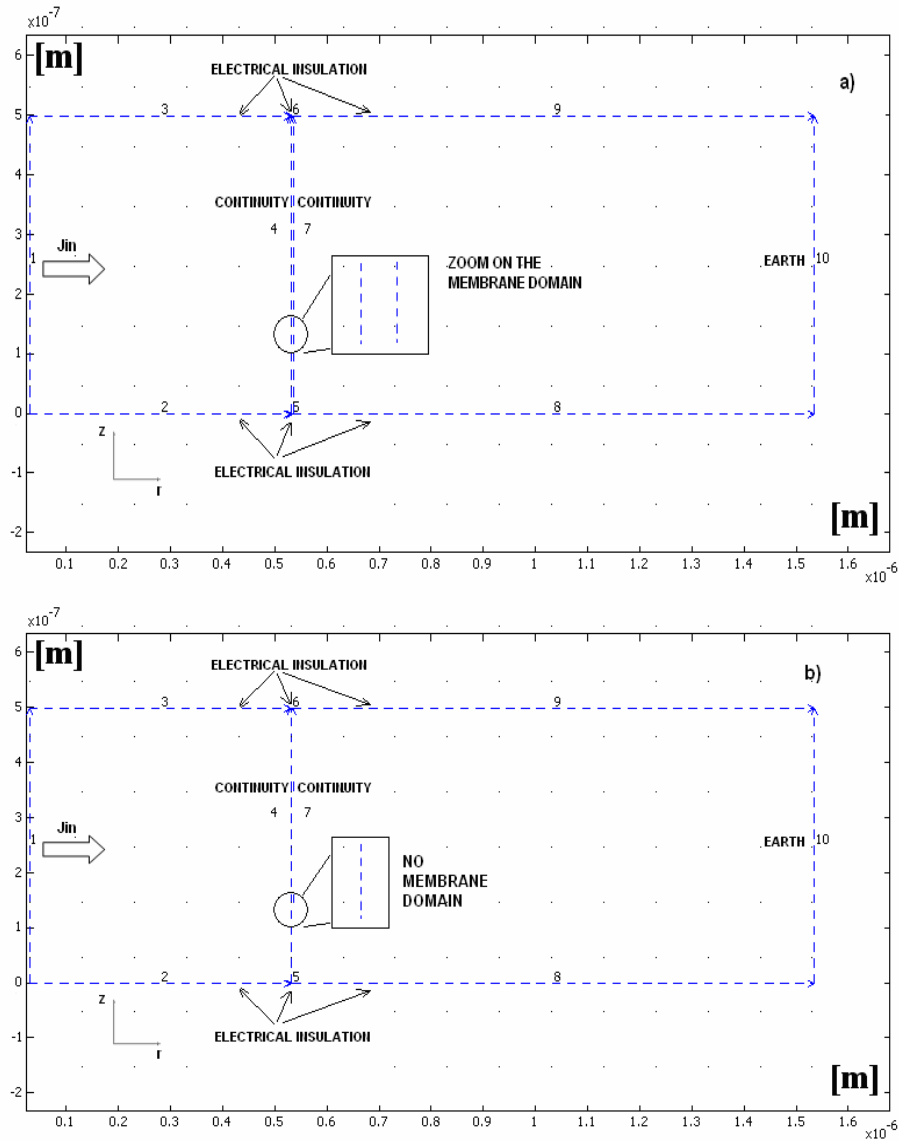 x10⁻⁷
6
[m]
ELECTRICAL INSULATION
a)
5
3
6
9
4
CONTINUITY
CONTINUITY
4
7
3
Jin
1
ZOOM ON THE
MEMBRANE DOMAIN
EARTH
10
2
1
2
5
8
0
z
ELECTRICAL INSULATION
r
-1
[m]
-2
0.1 0.2 0.3 0.4 0.5 0.6 0.7 0.8 0.9 1 1.1 1.2 1.3 1.4 1.5 1.6
x10⁻⁶
x10⁻⁷
6
[m]
ELECTRICAL INSULATION
b)
5
3
6
9
4
CONTINUITY
CONTINUITY
4
7
3
Jin
1
NO
MEMBRANE
DOMAIN
EARTH
10
2
1
2
5
8
0
z
ELECTRICAL INSULATION
r
-1
[m]
-2
0.1 0.2 0.3 0.4 0.5 0.6 0.7 0.8 0.9 1 1.1 1.2 1.3 1.4 1.5 1.6
x10⁻⁶